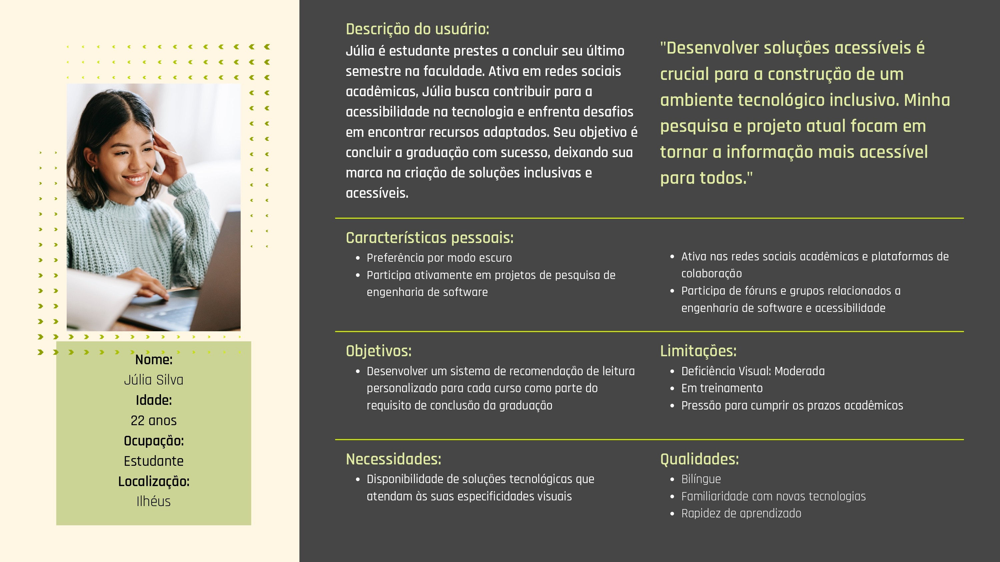 Nome:
Júlia Silva
Idade:
22 anos
Ocupação:
Estudante
Localização:
Ilhéus
Descrição do usuário:
Júlia é estudante prestes a concluir seu último
semestre na faculdade. Ativa em redes sociais
acadêmicas, Júlia busca contribuir para a
acessibilidade na tecnologia e enfrenta desafios
em encontrar recursos adaptados. Seu objetivo é
concluir a graduação com sucesso, deixando sua
marca na criação de soluções inclusivas e
acessíveis.
"Desenvolver soluções acessíveis é
crucial para a construção de um
ambiente tecnológico inclusivo. Minha
pesquisa e projeto atual focam em
tornar a informação mais acessível
para todos."
Características pessoais:
• Preferência por modo escuro
• Participa ativamente em projetos de pesquisa de
engenharia de software
• Ativa nas redes sociais acadêmicas e plataformas de
colaboração
• Participa de fóruns e grupos relacionados a
engenharia de software e acessibilidade
Objetivos:
• Desenvolver um sistema de recomendação de leitura
personalizado para cada curso como parte do
requisito de conclusão da graduação
Limitações:
• Deficiência Visual: Moderada
• Em treinamento
• Pressão para cumprir os prazos acadêmicos
Necessidades:
• Disponibilidade de soluções tecnológicas que
atendam às suas especificidades visuais
Qualidades:
• Bilíngue
• Familiaridade com novas tecnologias
• Rapidez de aprendizado